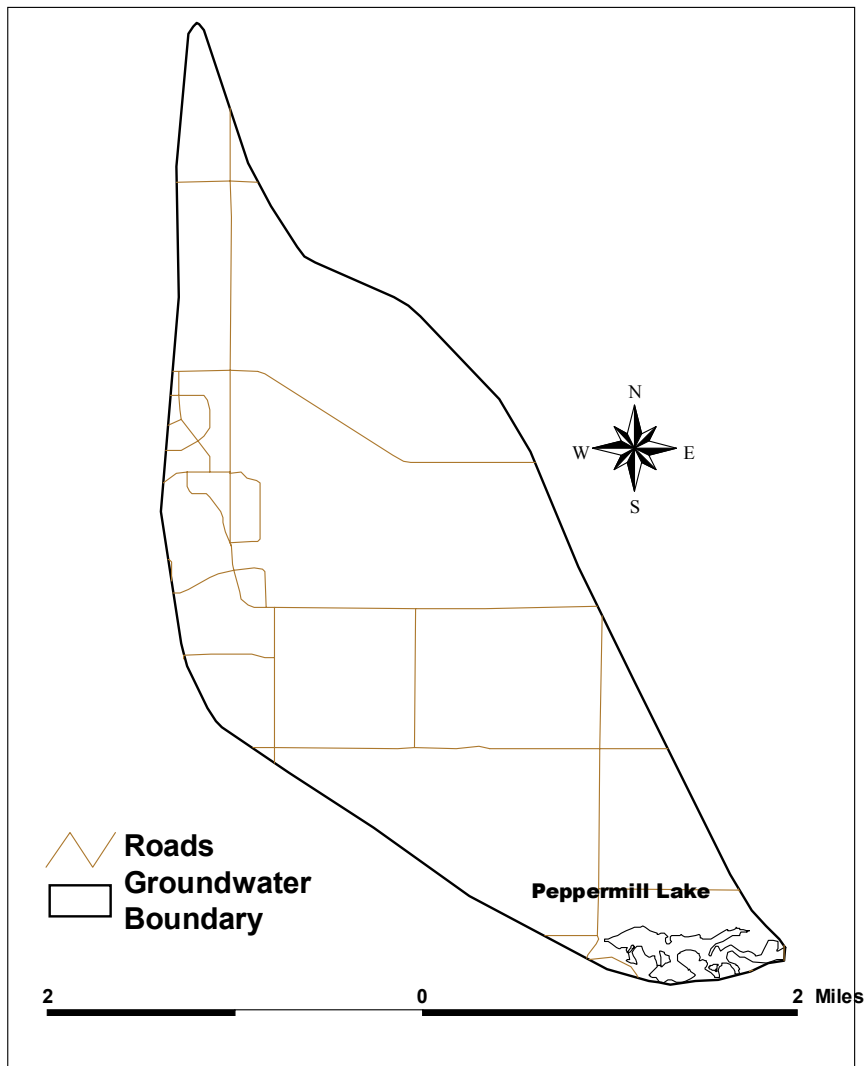 N
W E
S
Peppermill Lake
Roads
Groundwater
Boundary
2 0 2 Miles